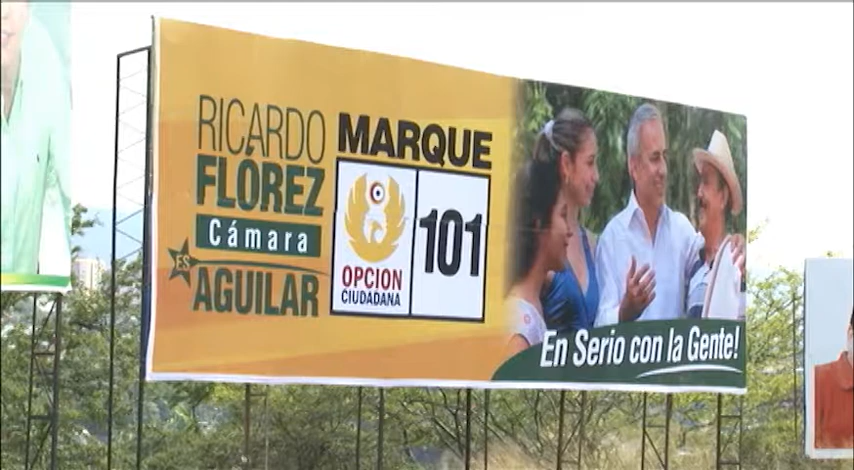 RICARDO
FLÓREZ
Cámara
ES
AGUILAR
MARQUE
OPCION
CIUDADANA
101
En Serio con la Gente!